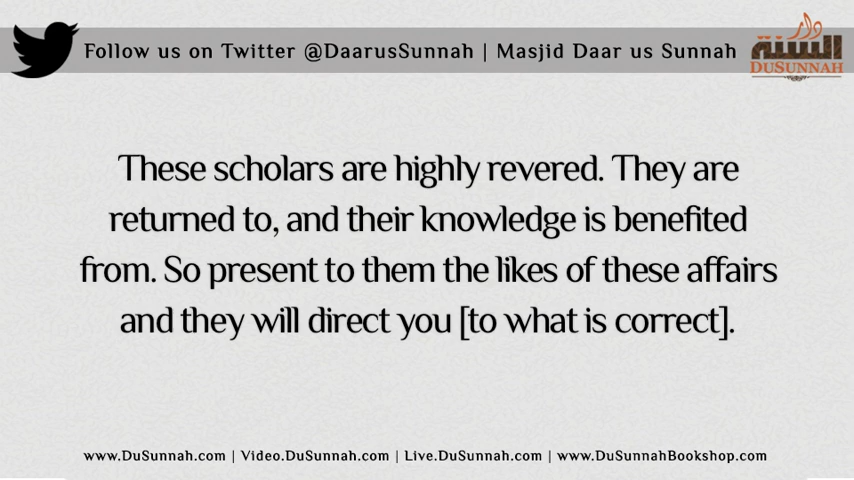 Follow us on Twitter @DaarusSunnah | Masjid Daar us Sunnah
دار
السنة
DUSUNNAH
These scholars are highly revered. They are
returned to, and their knowledge is benefited
from. So present to them the likes of these affairs
and they will direct you [to what is correct].
www.DuSunnah.com | Video.DuSunnah.com | Live.DuSunnah.com | www.DuSunnahBookshop.com